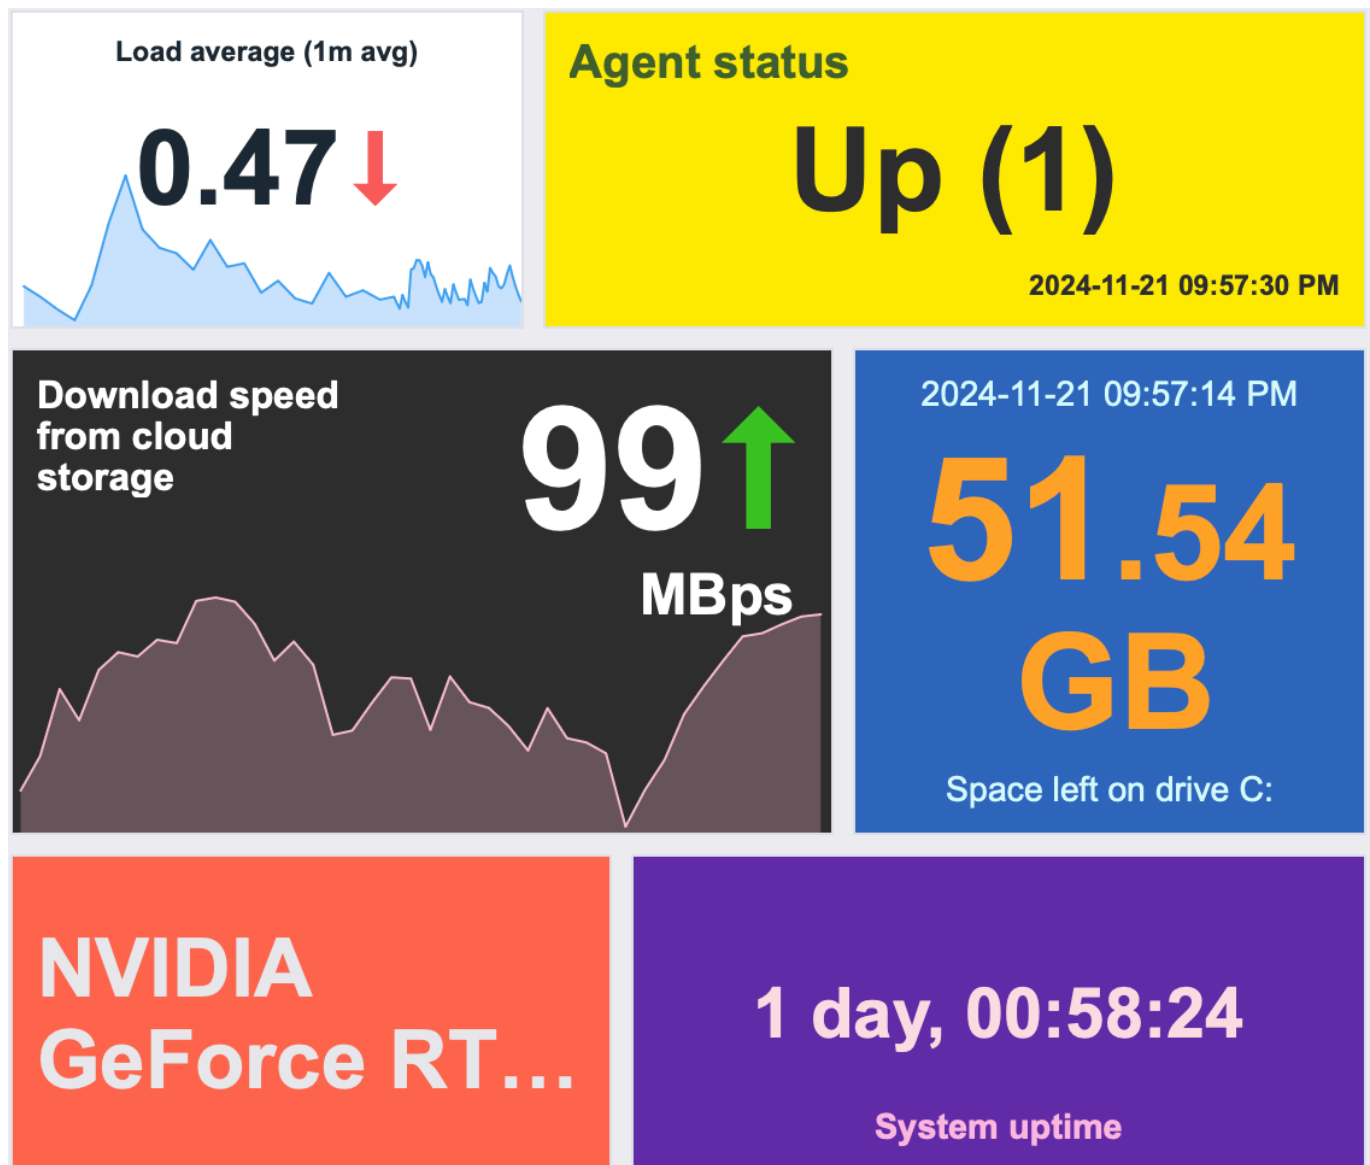 Load average (1m avg)
0.47
Agent status
Up (1)
2024-11-21 09:57:30 PM
Download speed
from cloud
storage
99
MBps
2024-11-21 09:57:14 PM
51.54
GB
Space left on drive C:
NVIDIA
GeForce RT...
1 day, 00:58:24
System uptime